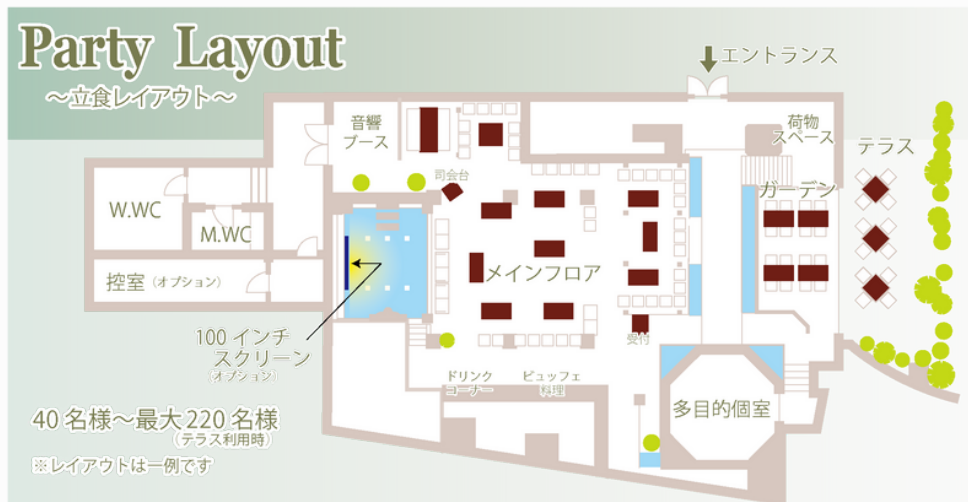 Party Layout
～立食レイアウト～
エントランス
音響
ブース
荷物
スペース
テラス
司会台
ガーデン
W.WC
M.WC
メインフロア
控室（オプション）
100インチ
スクリーン
（オプション）
受付
ドリンク
コーナー
ビュッフェ
料理
多目的個室
40名様～最大220名様
（テラス利用時）
※レイアウトは一例です